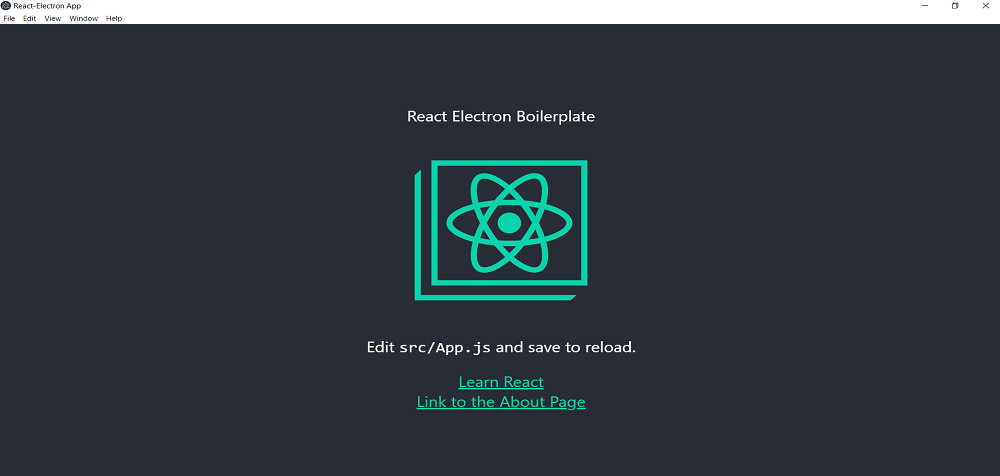 React-Electron App
File Edit View Window Help
React Electron Boilerplate
Edit src/App.js and save to reload.
Learn React
Link to the About Page